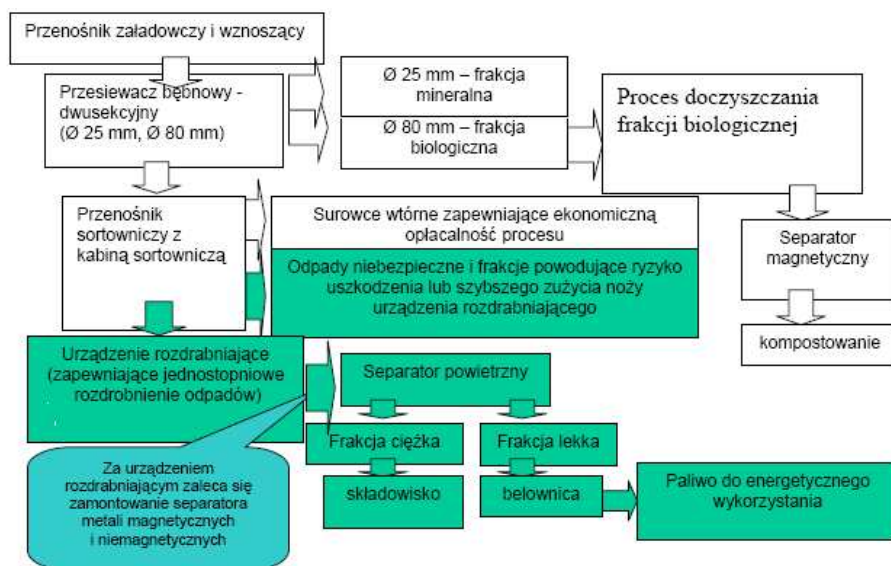 Przenośnik załadowczy i wznoszący
Przesiewacz bębnowy -
dwusekcyjny
(Ø 25 mm, Ø 80 mm)
Ø 25 mm – frakcja
mineralna
Ø 80 mm – frakcja
biologiczna
Proces doczyszczania
frakcji biologicznej
Przenośnik
sortowniczy z
kabiną sortowniczą
Surowce wtórne zapewniające ekonomiczną
opłacalność procesu
Odpady niebezpieczne i frakcje powodujące ryzyko
uszkodzenia lub szybszego zużycia noży
urządzenia rozdrabniającego
Separator
magnetyczny
kompostowanie
Urządzenie rozdrabniające
(zapewniające jednostopniowe
rozdrobnienie odpadów)
Separator powietrzny
Frakcja ciężka
Frakcja lekka
składowisko
belownica
Paliwo do energetycznego
wykorzystania
Za urządzeniem
rozdrabniającym zaleca się
zamontowanie separatora
metali magnetycznych
i niemagnetycznych